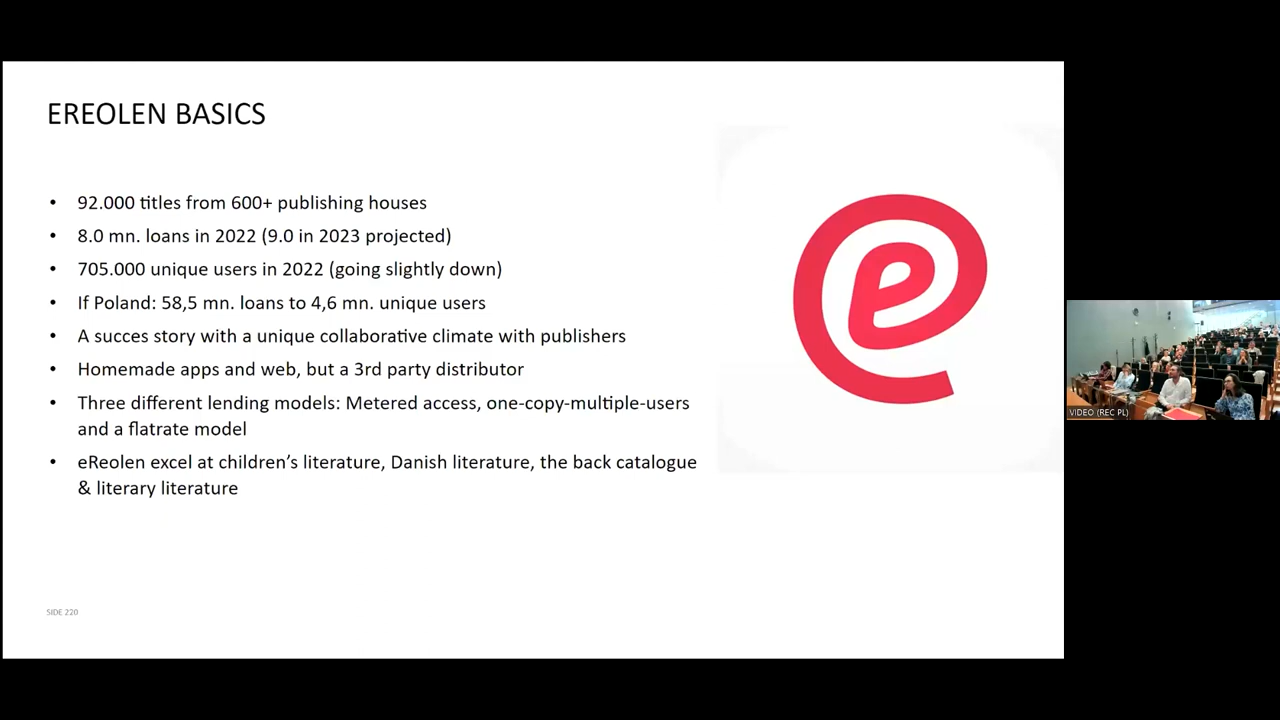 EREOLEN BASICS
• 92.000 titles from 600+ publishing houses
• 8.0 mn. loans in 2022 (9.0 in 2023 projected)
• 705.000 unique users in 2022 (going slightly down)
• If Poland: 58,5 mn. loans to 4,6 mn. unique users
• A succes story with a unique collaborative climate with publishers
• Homemade apps and web, but a 3rd party distributor
• Three different lending models: Metered access, one-copy-multiple-users
and a flatrate model
• eReolen excel at children’s literature, Danish literature, the back catalogue
& literary literature
SIDE 220
e
VIDEO (REC PL)